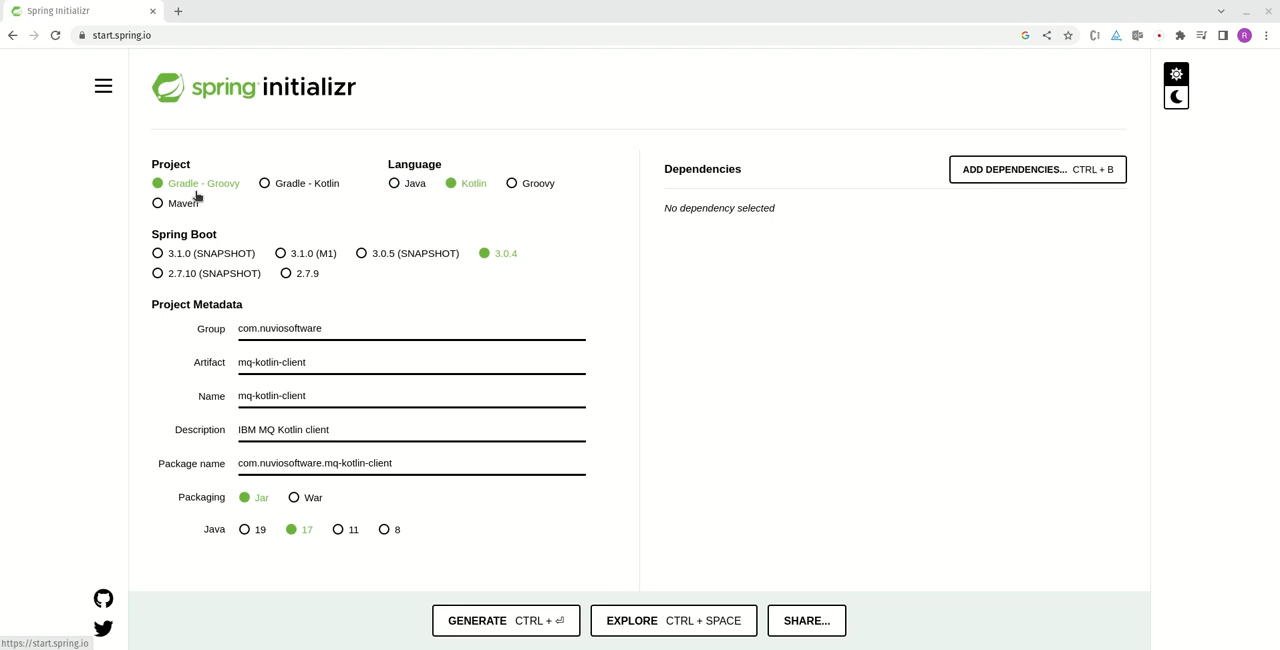 Spring Initializr
start.spring.io
R
spring initializr
Project
Gradle - Groovy Gradle - Kotlin
Maven
Language
Java Kotlin Groovy
Spring Boot
3.1.0 (SNAPSHOT) 3.1.0 (M1) 3.0.5 (SNAPSHOT) 3.0.4
2.7.10 (SNAPSHOT) 2.7.9
Project Metadata
Group com.nuviosoftware
Artifact mq-kotlin-client
Name mq-kotlin-client
Description IBM MQ Kotlin client
Package name com.nuviosoftware.mq-kotlin-client
Packaging Jar War
Java 19 17 11 8
Dependencies ADD DEPENDENCIES... CTRL + B
No dependency selected
GENERATE CTRL + ⏎ EXPLORE CTRL + SPACE SHARE...
https://start.spring.io